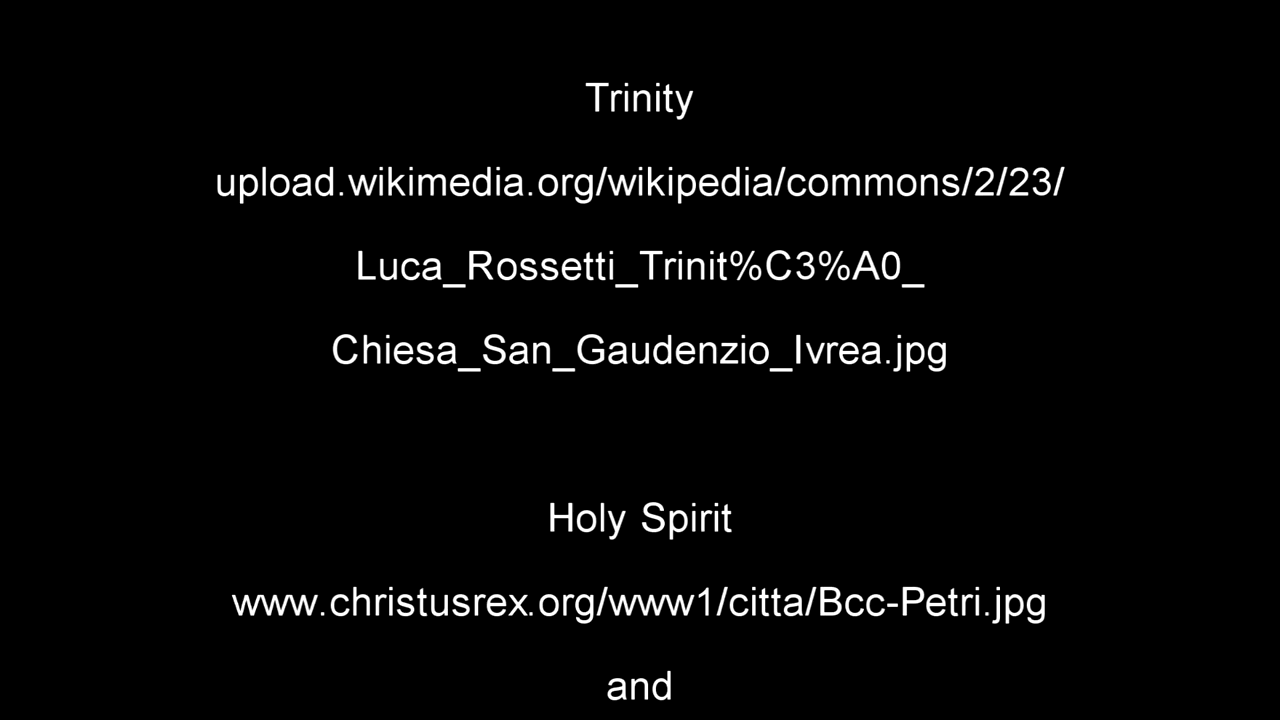 Trinity
upload.wikimedia.org/wikipedia/commons/2/23/
Luca_Rossetti_Trinit%C3%A0_
Chiesa_San_Gaudenzio_Ivrea.jpg
Holy Spirit
www.christusrex.org/www1/citta/Bcc-Petri.jpg
and